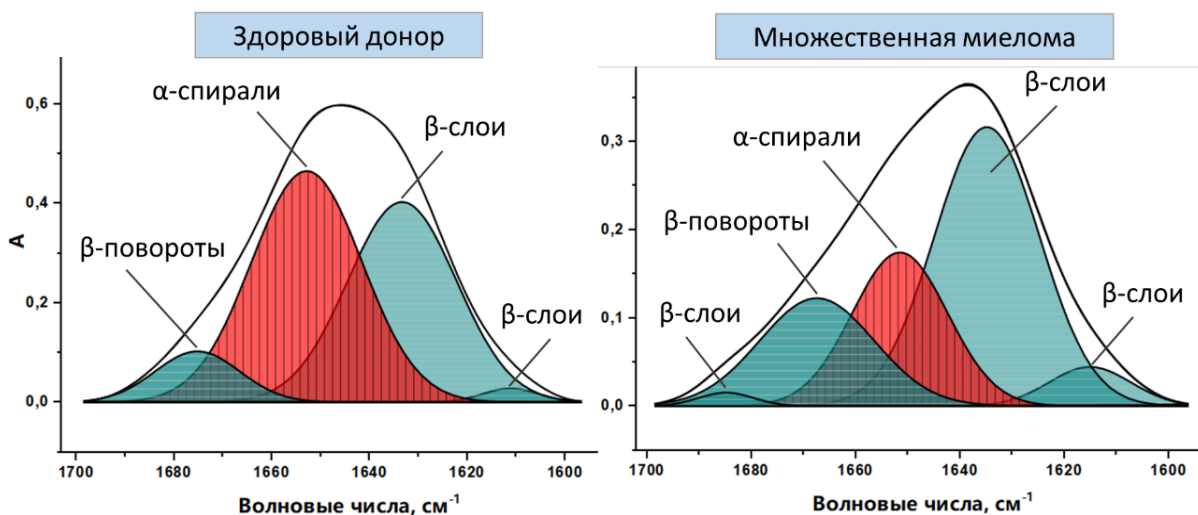 Здоровый донор
α-спирали
β-слои
β-повороты
β-слои
A
0,6
0,4
0,2
0,0
1700 1680 1660 1640 1620 1600
Волновые числа, см⁻¹
Множественная миелома
β-слои
α-спирали
β-повороты
β-слои
β-слои
0,3
0,2
0,1
0,0
1700 1680 1660 1640 1620 1600
Волновые числа, см⁻¹